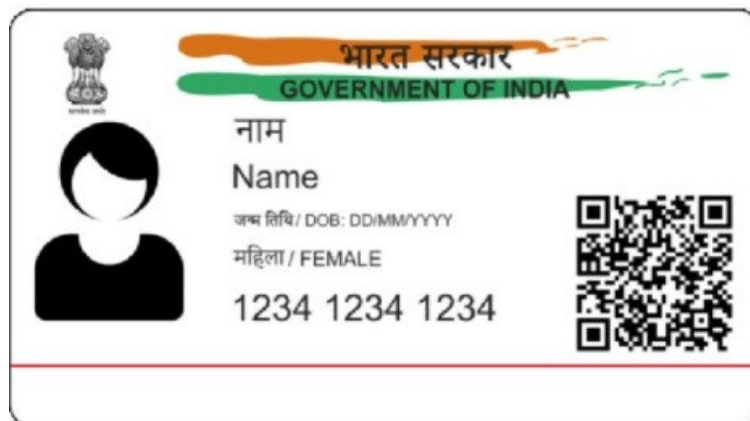 भारत सरकार
GOVERNMENT OF INDIA
नाम
Name
जन्म तिथि / DOB: DD/MM/YYYY
महिला / FEMALE
1234 1234 1234